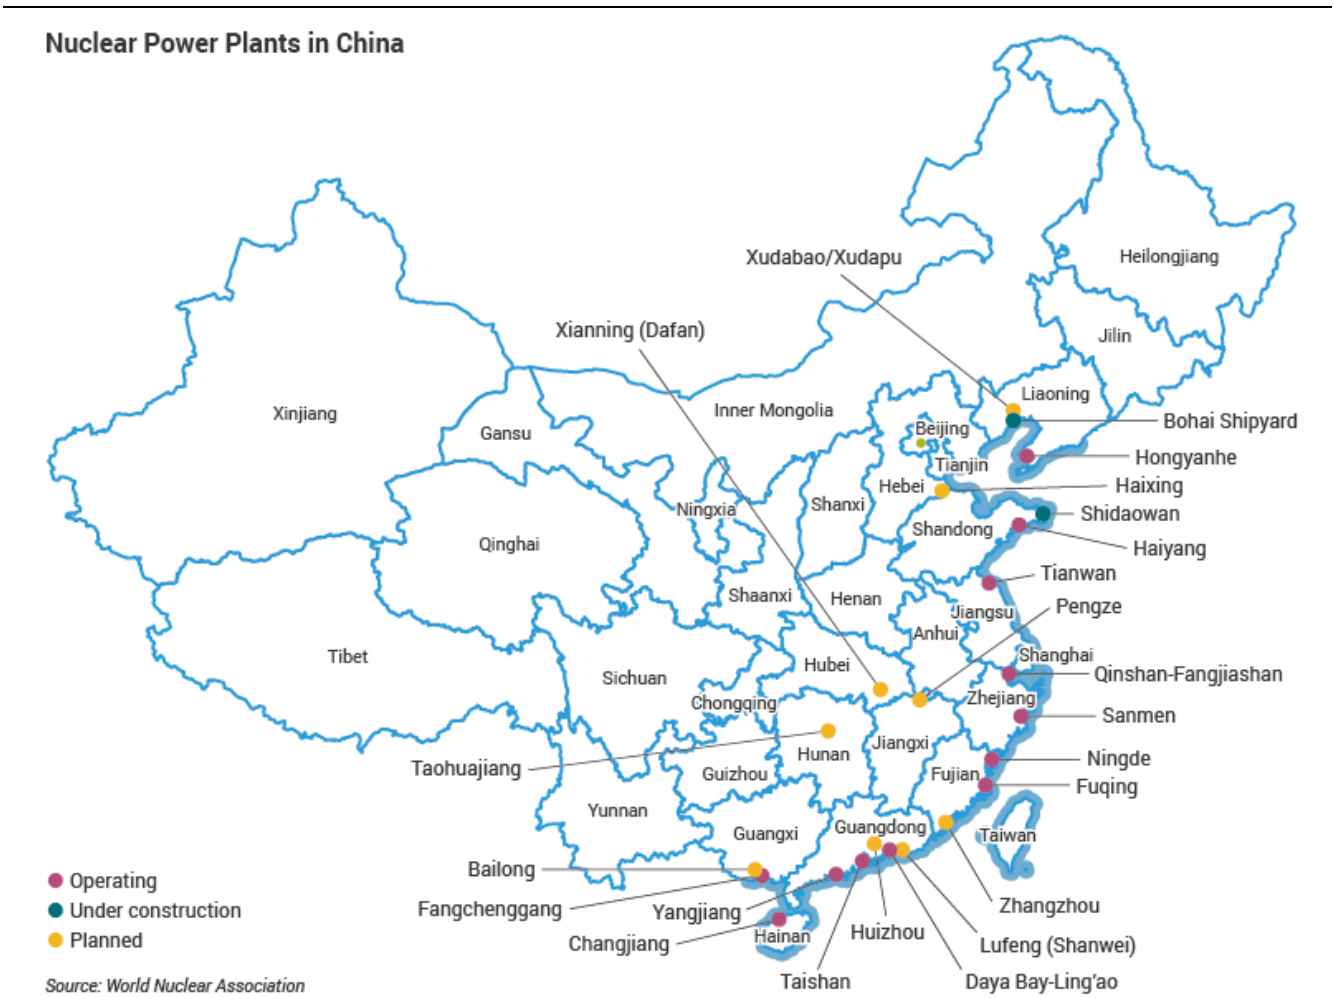 Nuclear Power Plants in China
Xudabao/Xudapu
Heilongjiang
Xianning (Dafan)
Jilin
Liaoning
Xinjiang
Inner Mongolia
Gansu
Beijing
Bohai Shipyard
Tianjin
Hongyanhe
Hebei
Haixing
Ningxia
Shanxi
Shandong
Shidaowan
Qinghai
Haiyang
Tianwan
Shaanxi
Henan
Jiangsu
Pengze
Anhui
Tibet
Shanghai
Hubei
Sichuan
Qinshan-Fangjiashan
Chongqing
Zhejiang
Sanmen
Jiangxi
Hunan
Ningde
Taohuajiang
Guizhou
Fujian
Fuqing
Yunnan
Guangxi
Guangdong
Taiwan
Bailong
Operating
Fangchenggang
Yangjiang
Zhangzhou
Under construction
Huizhou
Changjiang
Hainan
Lufeng (Shanwei)
Planned
Taishan
Daya Bay-Ling'ao
Source: World Nuclear Association